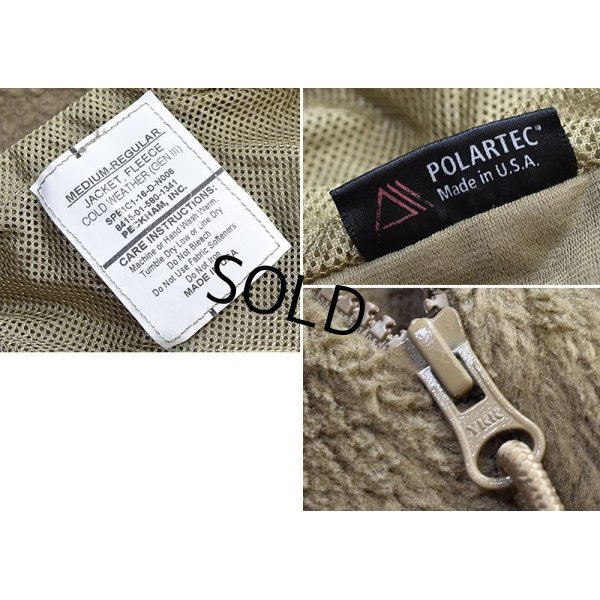 MEDIUM-REGULAR
JACKET, FLEECE
COLD WEATHER (GEN III)
SPE1C1-16-D-N006
8415-01-580-1347
PECKHAM, INC.
CARE INSTRUCTIONS:
Machine or Hand Wash Warm.
Tumble Dry Low or Line Dry
Do Not Bleach
Do Not Use Fabric Softeners
Do Not Iron
MADE IN
POLARTEC®
Made in U.S.A.
SOLD
YKK